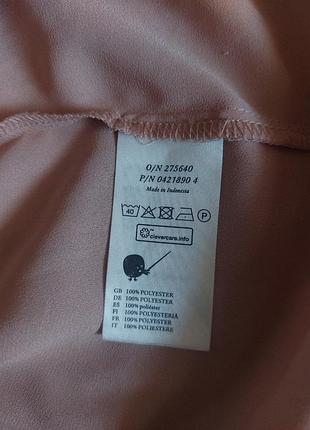 O/N 275640
P/N 0421890 4
Made in Indonesia
40 P
clevercare.info
GB 100% POLYESTER
DE 100% POLYESTER
ES 100% poliéster
FI 100% POLYESTERIÄ
FR 100% POLYESTER
IT 100% POLIESTERE